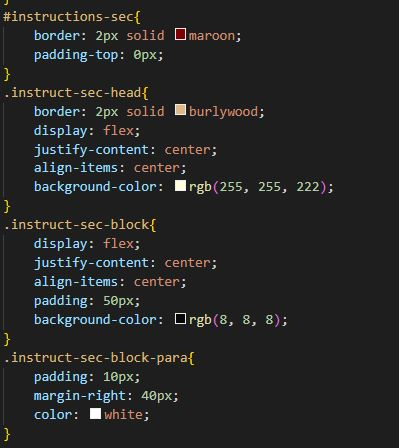 }
#instructions-sec{
border: 2px solid maroon;
padding-top: 0px;
}
.instruct-sec-head{
border: 2px solid burlywood;
display: flex;
justify-content: center;
align-items: center;
background-color: rgb(255, 255, 222);
}
.instruct-sec-block{
display: flex;
justify-content: center;
align-items: center;
padding: 50px;
background-color: rgb(8, 8, 8);
}
.instruct-sec-block-para{
padding: 10px;
margin-right: 40px;
color: white;
}